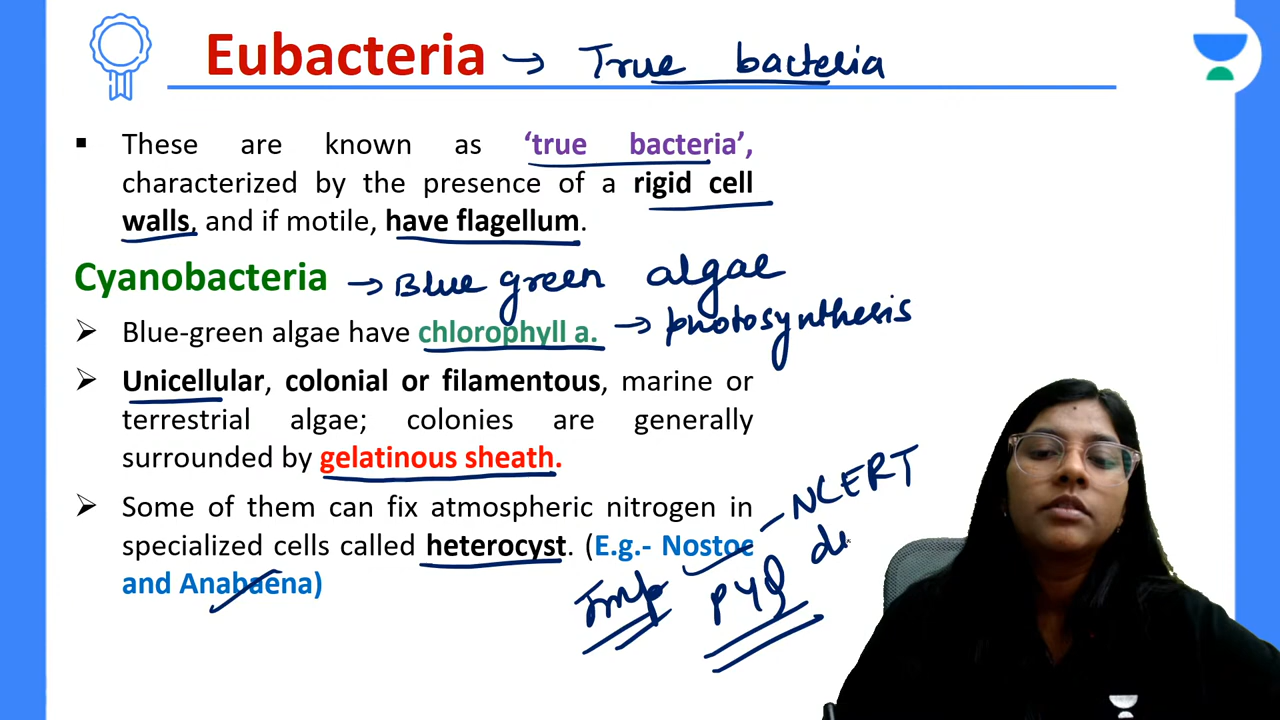 Eubacteria → True bacteria
▪ These are known as ‘true bacteria’,
characterized by the presence of a rigid cell
walls, and if motile, have flagellum.
Cyanobacteria → Blue green algae
➢ Blue-green algae have chlorophyll a. → photosynthesis
➢ Unicellular, colonial or filamentous, marine or
terrestrial algae; colonies are generally
surrounded by gelatinous sheath.
➢ Some of them can fix atmospheric nitrogen in
specialized cells called heterocyst. (E.g.- Nostoc
and Anabaena)
NCERT
Imp PYQ